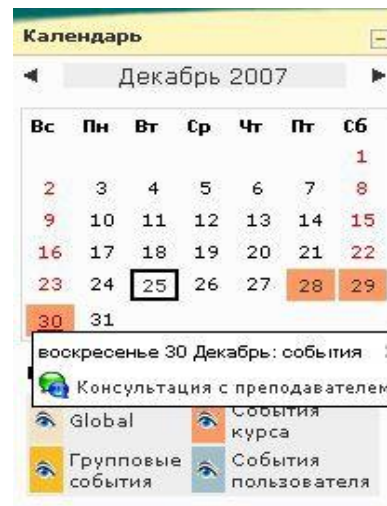 Календарь
Декабрь 2007
Вс Пн Вт Ср Чт Пт Сб
1
2 3 4 5 6 7 8
9 10 11 12 13 14 15
16 17 18 19 20 21 22
23 24 25 26 27 28 29
30 31
воскресенье 30 Декабрь: события
Консультация с преподавателем
Global
События
курса
Групповые
события
События
пользователя